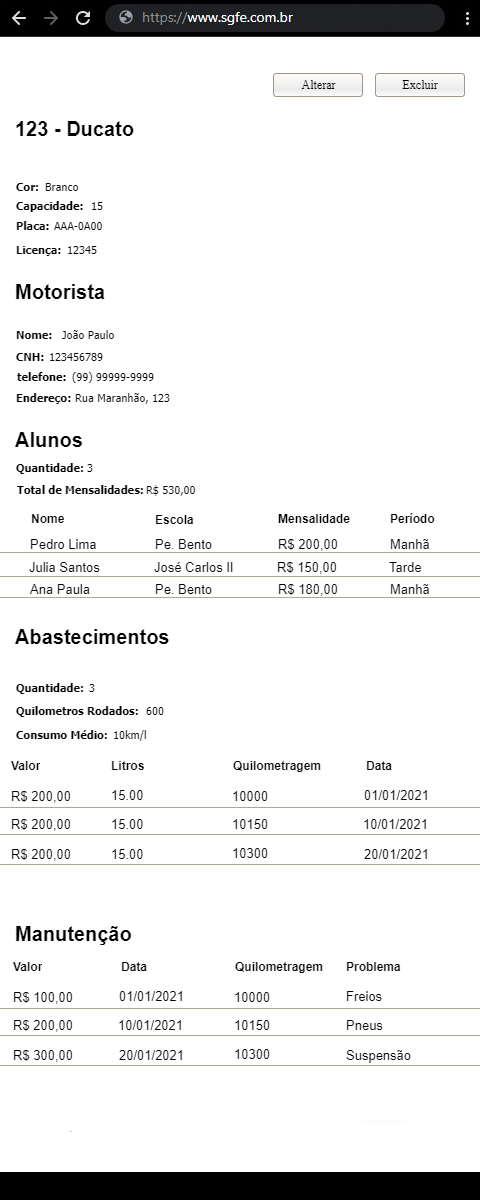 https://www.sgfe.com.br
Alterar Excluir
123 - Ducato
Cor: Branco
Capacidade: 15
Placa: AAA-0A00
Licença: 12345
Motorista
Nome: João Paulo
CNH: 123456789
telefone: (99) 99999-9999
Endereço: Rua Maranhão, 123
Alunos
Quantidade: 3
Total de Mensalidades: R$ 530,00
Nome Escola Mensalidade Período
Pedro Lima Pe. Bento R$ 200,00 Manhã
Julia Santos José Carlos II R$ 150,00 Tarde
Ana Paula Pe. Bento R$ 180,00 Manhã
Abastecimentos
Quantidade: 3
Quilometros Rodados: 600
Consumo Médio: 10km/l
Valor Litros Quilometragem Data
R$ 200,00 15.00 10000 01/01/2021
R$ 200,00 15.00 10150 10/01/2021
R$ 200,00 15.00 10300 20/01/2021
Manutenção
Valor Data Quilometragem Problema
R$ 100,00 01/01/2021 10000 Freios
R$ 200,00 10/01/2021 10150 Pneus
R$ 300,00 20/01/2021 10300 Suspensão